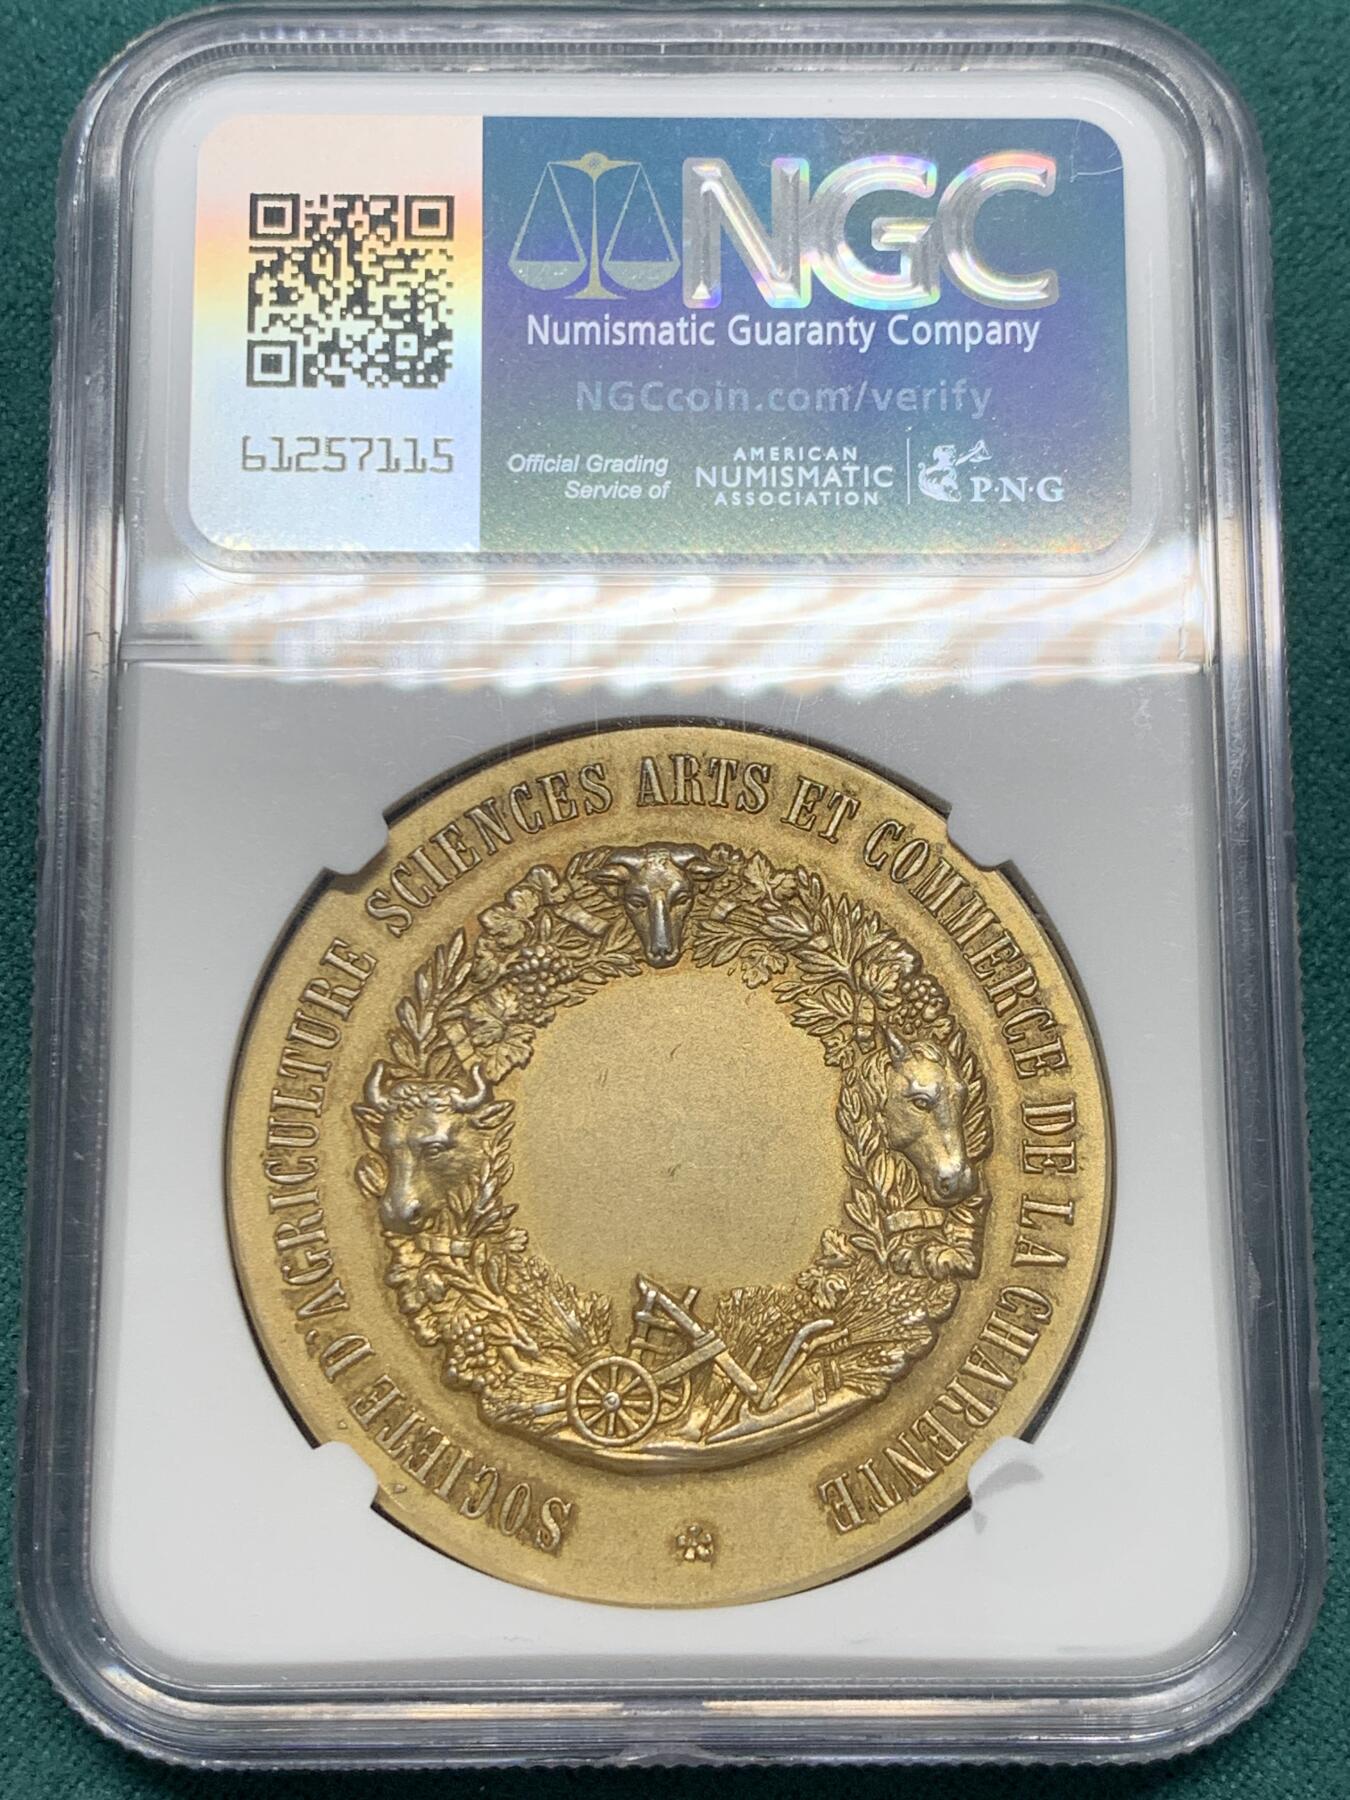 NGC
Numismatic Guaranty Company
NGCcoin.com/verify
61257115
Official Grading
Service of
AMERICAN
NUMISMATIC
ASSOCIATION
P·N·G
SOCIETE D'AGRICULTURE SCIENCES ARTS ET COMMERCE DE LA CHARENTE